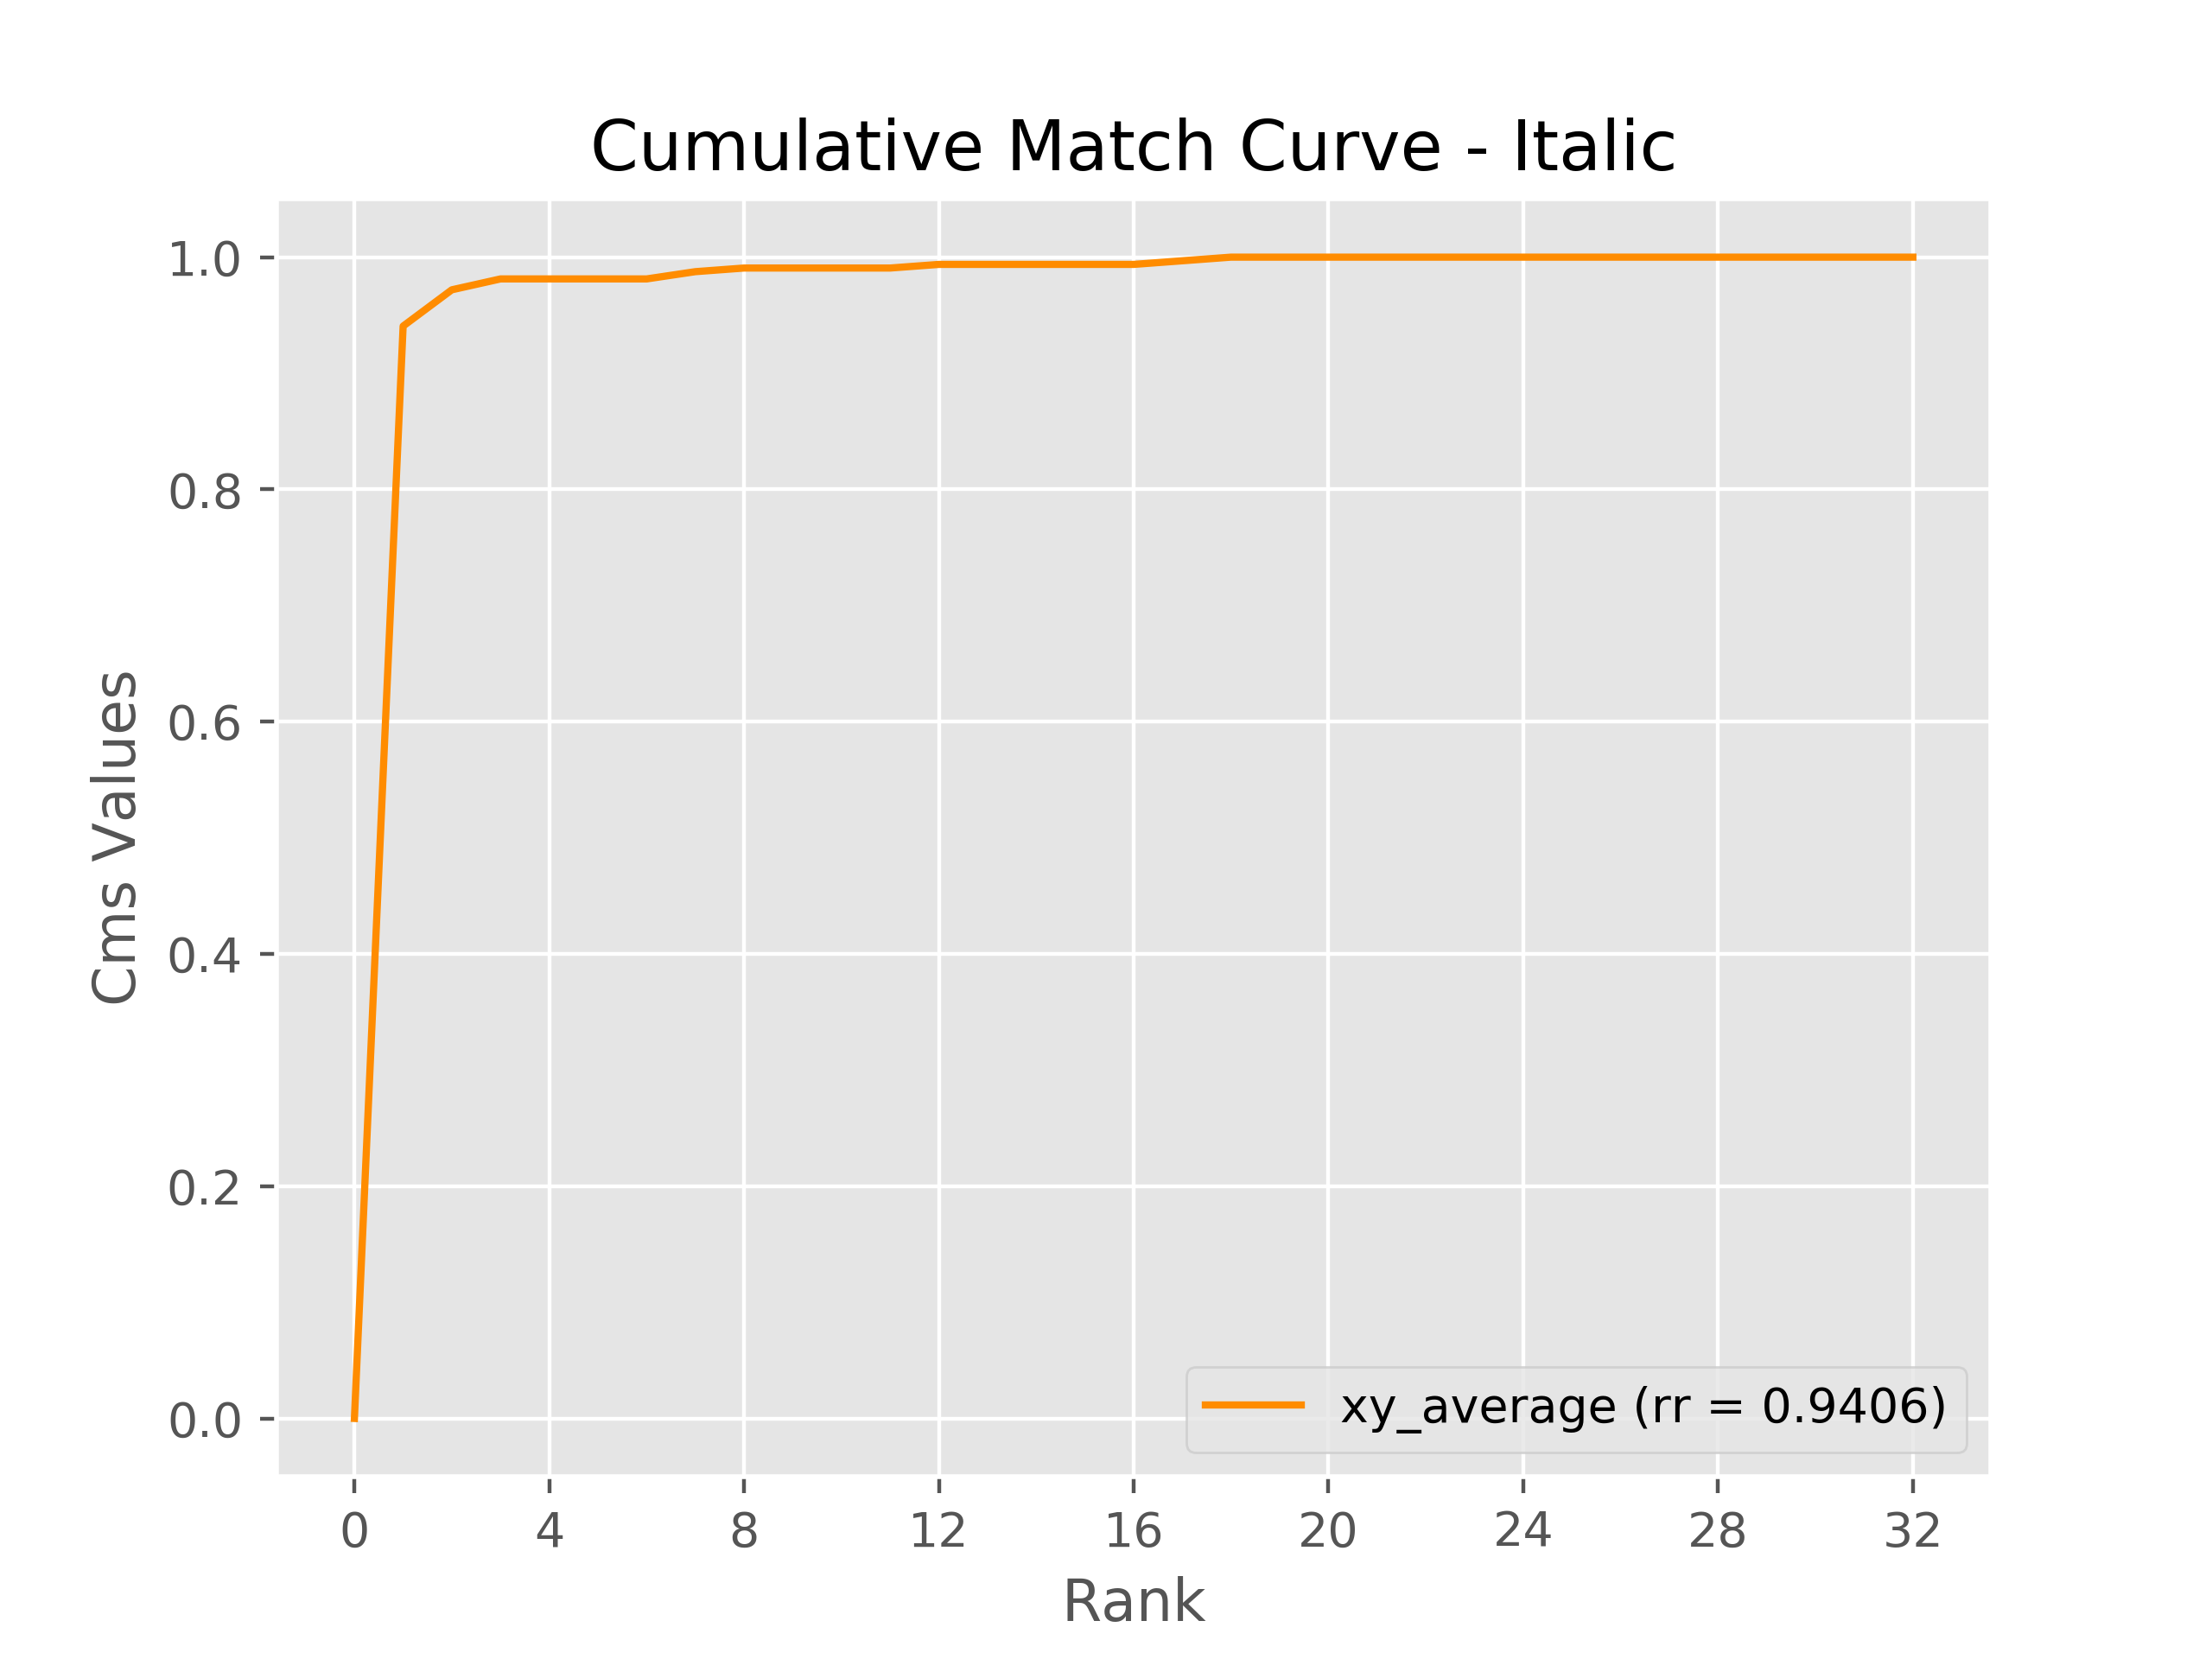 Cumulative Match Curve - Italic
Cms Values
1.0
0.8
0.6
0.4
0.2
0.0
xy_average (rr = 0.9406)
0 4 8 12 16 20 24 28 32
Rank